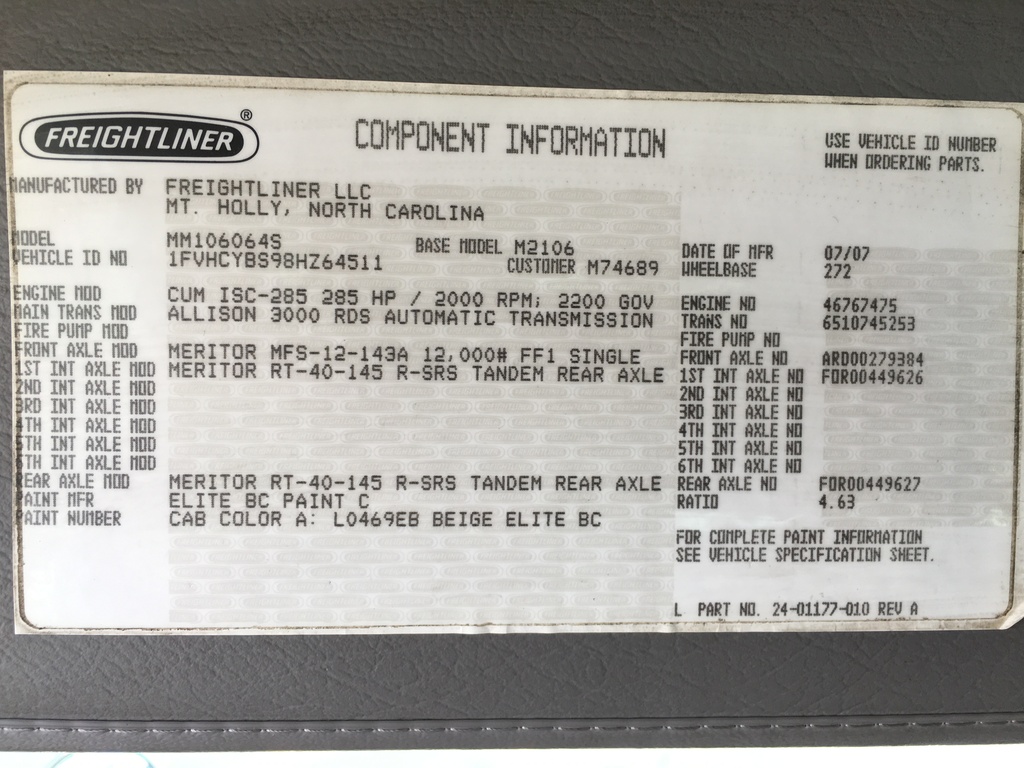 FREIGHTLINER®
COMPONENT INFORMATION
USE VEHICLE ID NUMBER
WHEN ORDERING PARTS.
MANUFACTURED BY FREIGHTLINER LLC
MT. HOLLY, NORTH CAROLINA
MODEL MM106064S BASE MODEL M2106 DATE OF MFR 07/07
VEHICLE ID NO 1FVHCYBS98HZ64511 CUSTOMER M74689 WHEELBASE 272
ENGINE MOD CUM ISC-285 285 HP / 2000 RPM; 2200 GOV ENGINE NO 46767475
MAIN TRANS MOD ALLISON 3000 RDS AUTOMATIC TRANSMISSION TRANS NO 6510745253
FIRE PUMP MOD FIRE PUMP NO
FRONT AXLE MOD MERITOR MFS-12-143A 12,000# FF1 SINGLE FRONT AXLE NO ARD00279384
1ST INT AXLE MOD MERITOR RT-40-145 R-SRS TANDEM REAR AXLE 1ST INT AXLE NO FOR00449626
2ND INT AXLE MOD 2ND INT AXLE NO
3RD INT AXLE MOD 3RD INT AXLE NO
4TH INT AXLE MOD 4TH INT AXLE NO
5TH INT AXLE MOD 5TH INT AXLE NO
6TH INT AXLE MOD 6TH INT AXLE NO
REAR AXLE MOD MERITOR RT-40-145 R-SRS TANDEM REAR AXLE REAR AXLE NO FOR00449627
PAINT MFR ELITE BC PAINT C RATIO 4.63
PAINT NUMBER CAB COLOR A: L0469EB BEIGE ELITE BC
FOR COMPLETE PAINT INFORMATION
SEE VEHICLE SPECIFICATION SHEET.
L PART NO. 24-01177-010 REV A